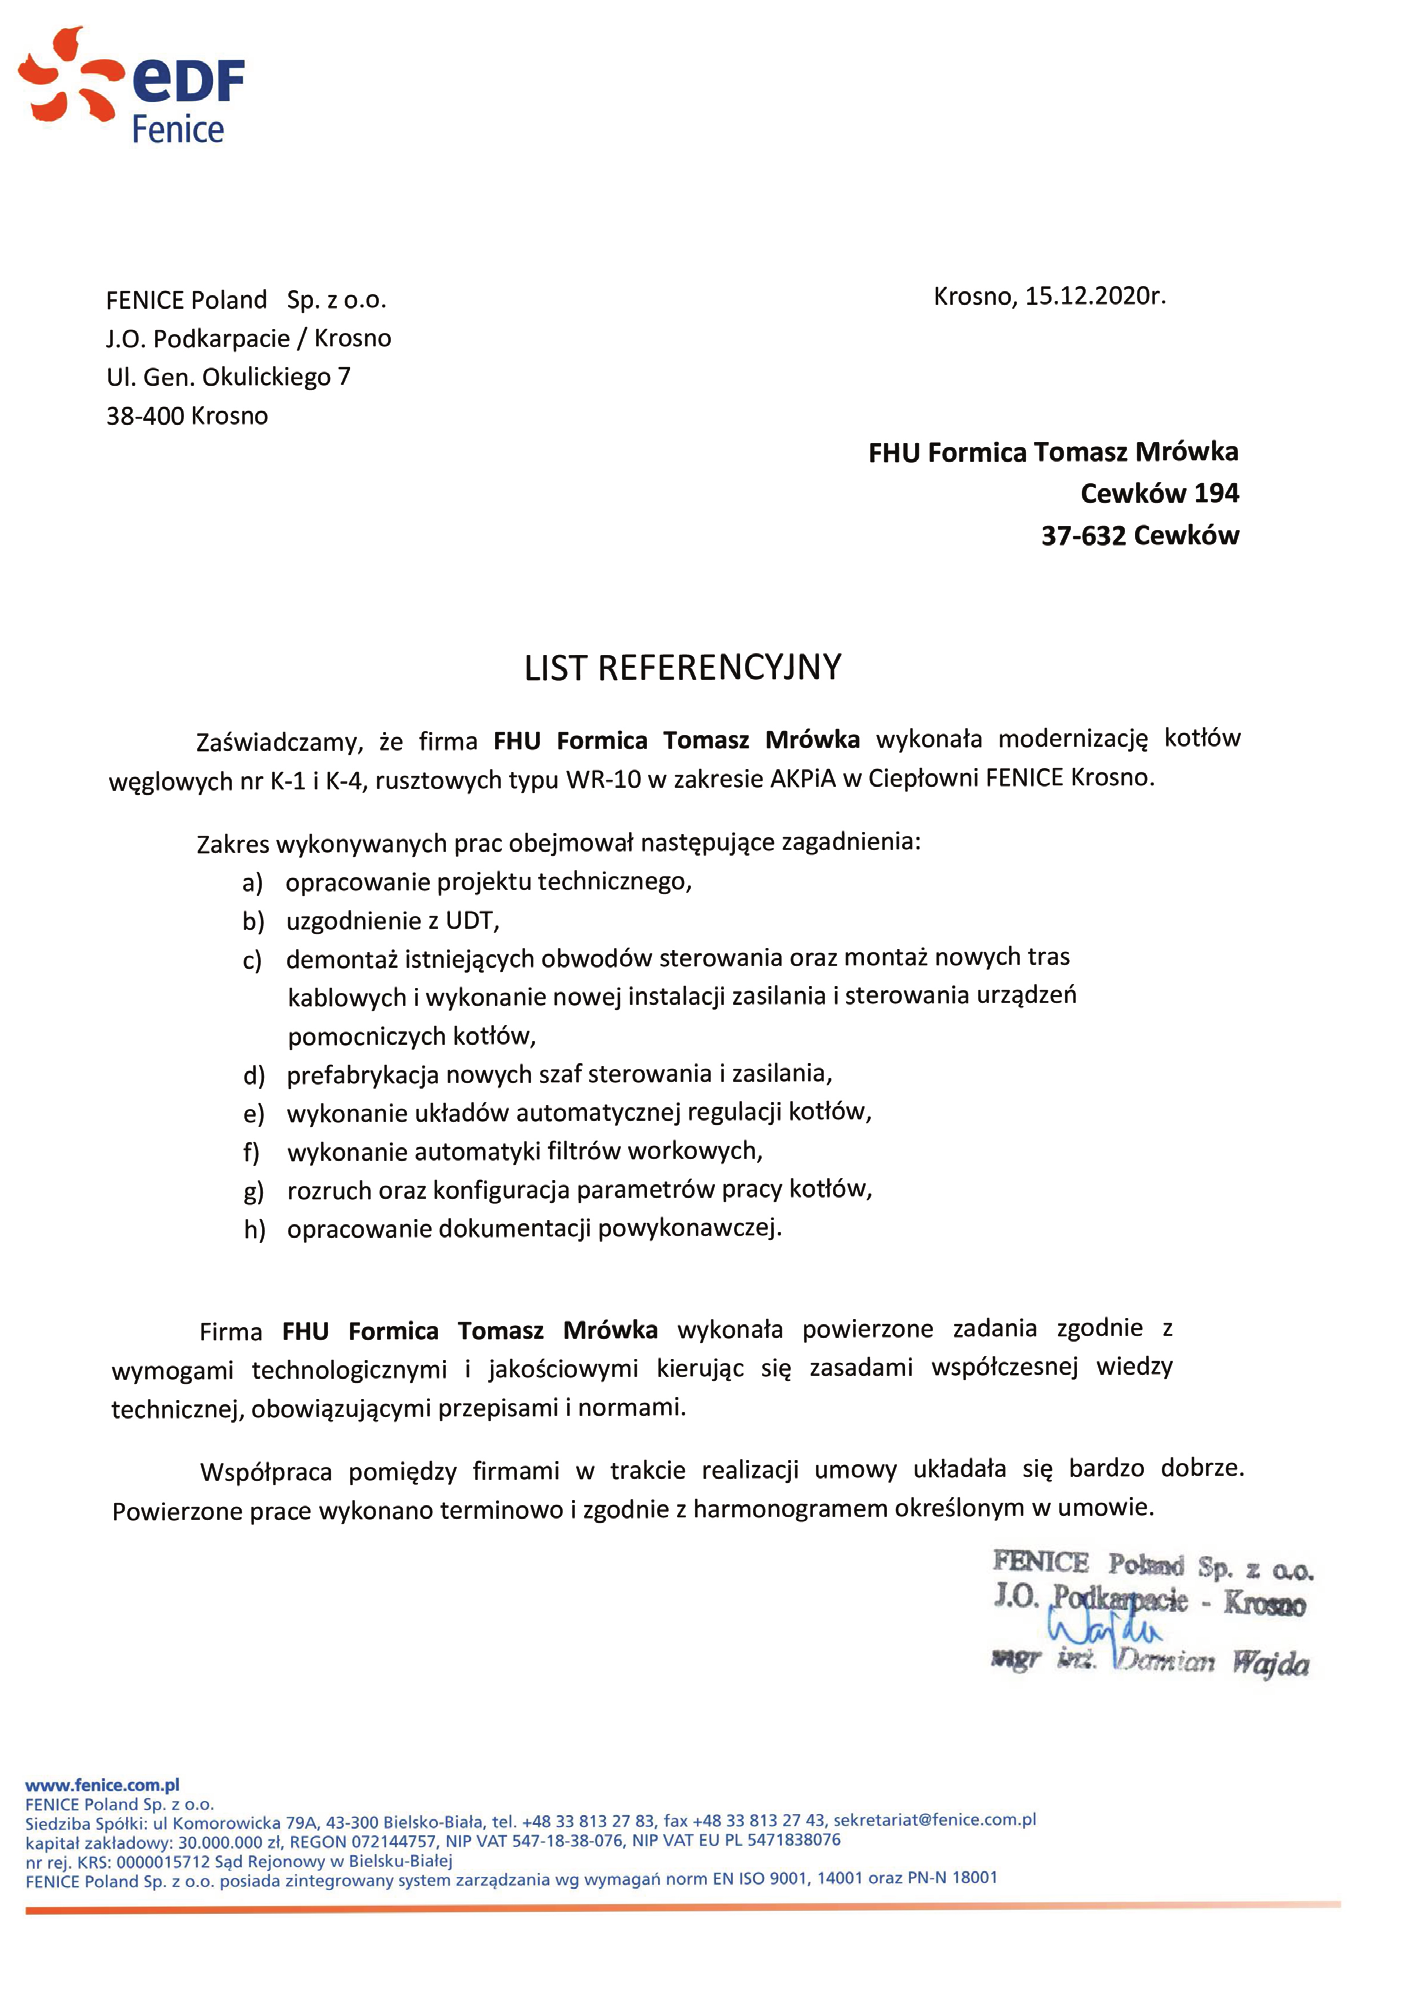 eDF
Fenice
FENICE Poland Sp. z o.o.
J.O. Podkarpacie / Krosno
Ul. Gen. Okulickiego 7
38-400 Krosno
Krosno, 15.12.2020r.
FHU Formica Tomasz Mrówka
Cewków 194
37-632 Cewków
LIST REFERENCYJNY
Zaświadczamy, że firma FHU Formica Tomasz Mrówka wykonała modernizację kotłów
węglowych nr K-1 i K-4, rusztowych typu WR-10 w zakresie AKPiA w Ciepłowni FENICE Krosno.
Zakres wykonywanych prac obejmował następujące zagadnienia:
a) opracowanie projektu technicznego,
b) uzgodnienie z UDT,
c) demontaż istniejących obwodów sterowania oraz montaż nowych tras
kablowych i wykonanie nowej instalacji zasilania i sterowania urządzeń
pomocniczych kotłów,
d) prefabrykacja nowych szaf sterowania i zasilania,
e) wykonanie układów automatycznej regulacji kotłów,
f) wykonanie automatyki filtrów workowych,
g) rozruch oraz konfiguracja parametrów pracy kotłów,
h) opracowanie dokumentacji powykonawczej.
Firma FHU Formica Tomasz Mrówka wykonała powierzone zadania zgodnie z
wymogami technologicznymi i jakościowymi kierując się zasadami współczesnej wiedzy
technicznej, obowiązującymi przepisami i normami.
Współpraca pomiędzy firmami w trakcie realizacji umowy układała się bardzo dobrze.
Powierzone prace wykonano terminowo i zgodnie z harmonogramem określonym w umowie.
FENICE Poland Sp. z o.o.
J.O. Podkarpacie - Krosno
Wajda
mgr inż. Damian Wajda
www.fenice.com.pl
FENICE Poland Sp. z o.o.
Siedziba Spółki: ul Komorowicka 79A, 43-300 Bielsko-Biała, tel. +48 33 813 27 83, fax +48 33 813 27 43, sekretariat@fenice.com.pl
kapitał zakładowy: 30.000.000 zł, REGON 072144757, NIP VAT 547-18-38-076, NIP VAT EU PL 5471838076
nr rej. KRS: 0000015712 Sąd Rejonowy w Bielsku-Białej
FENICE Poland Sp. z o.o. posiada zintegrowany system zarządzania wg wymagań norm EN ISO 9001, 14001 oraz PN-N 18001